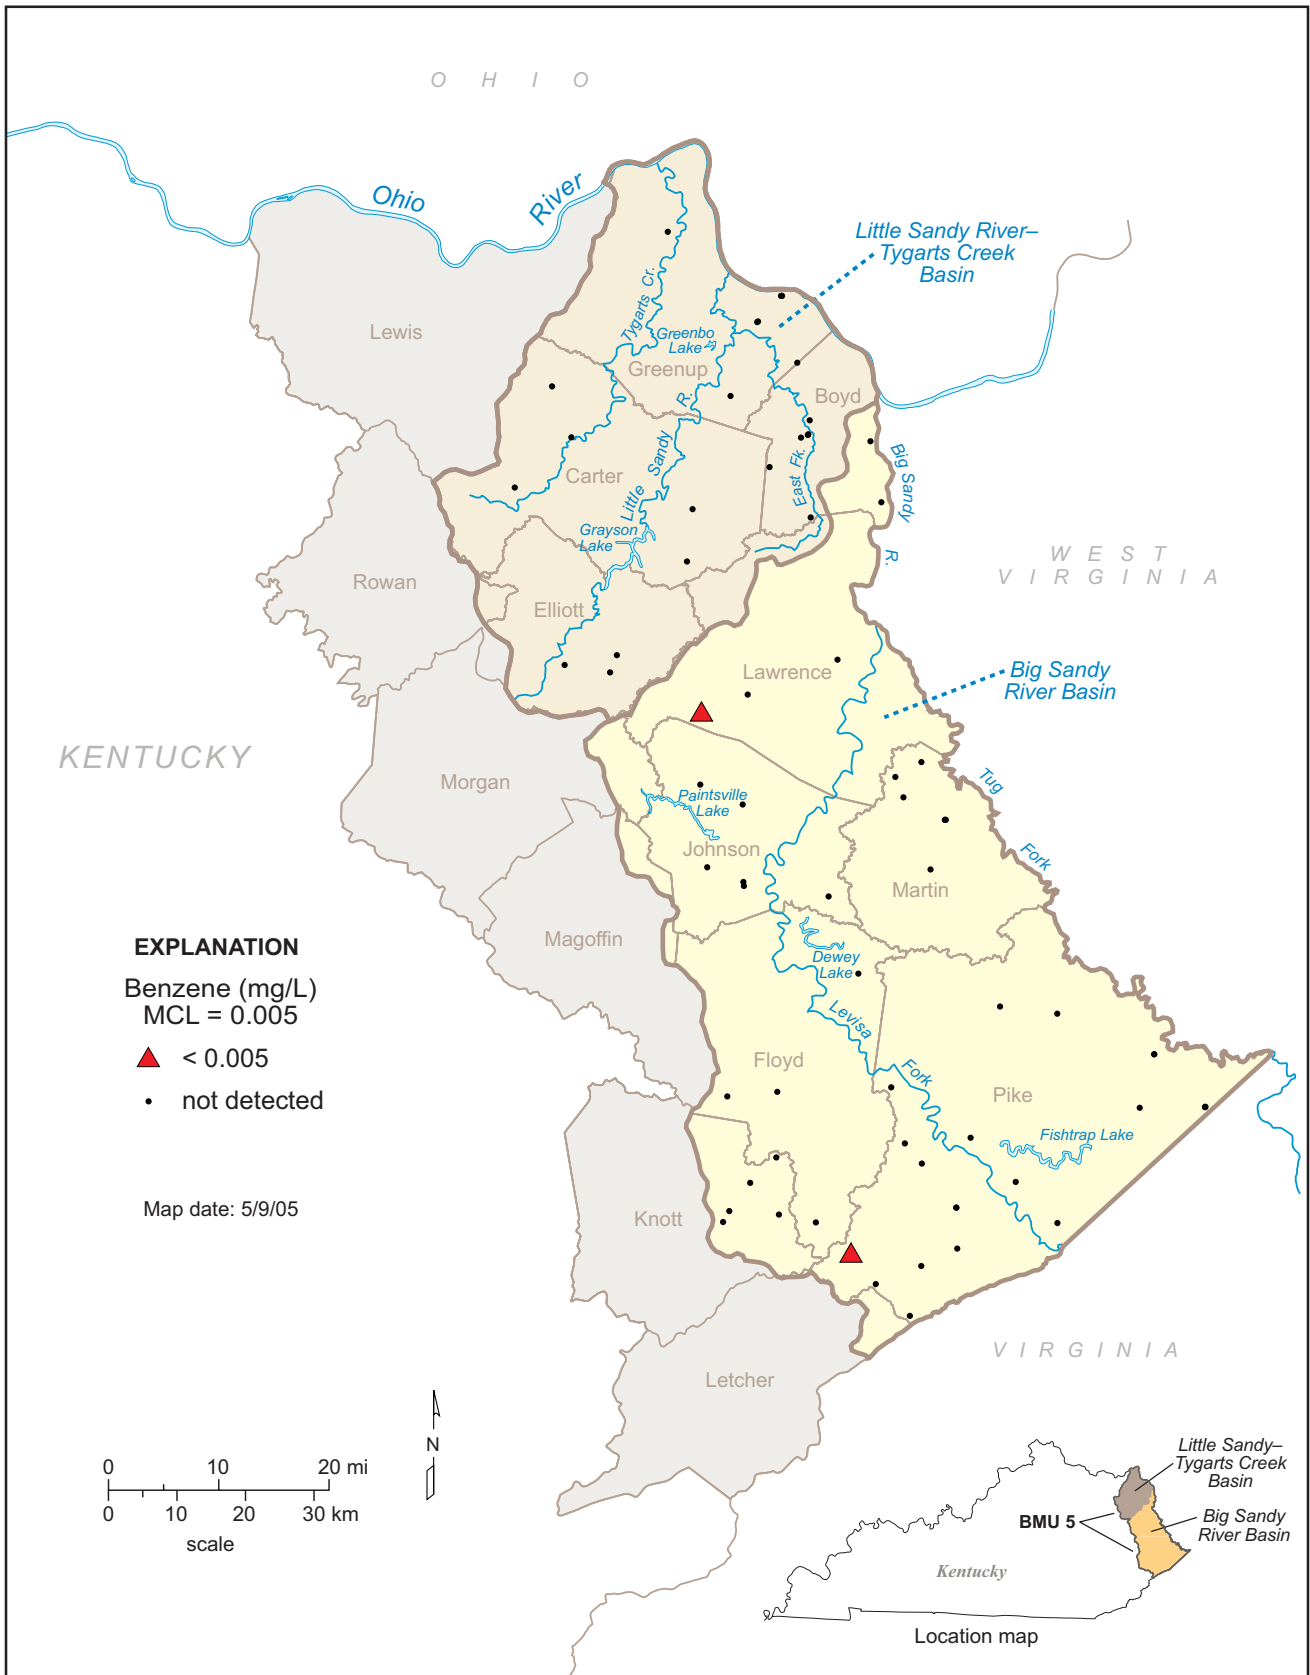 O H I O
Ohio
River
Little Sandy River–
Tygarts Creek
Basin
Lewis
Tygarts Cr.
Greenbo
Lake
Greenup
Boyd
R.
Sandy
Little
East Fk.
Big Sandy
R.
Carter
Grayson
Lake
WEST
VIRGINIA
Rowan
Elliott
Lawrence
Big Sandy
River Basin
KENTUCKY
Morgan
Tug
Fork
Paintsville
Lake
Johnson
Martin
Magoffin
Dewey
Lake
Levisa
Fork
Floyd
Pike
Fishtrap Lake
Knott
Letcher
VIRGINIA
EXPLANATION
Benzene (mg/L)
MCL = 0.005
< 0.005
not detected
Map date: 5/9/05
N
0 10 20 mi
0 10 20 30 km
scale
Little Sandy–
Tygarts Creek
Basin
BMU 5
Big Sandy
River Basin
Kentucky
Location map